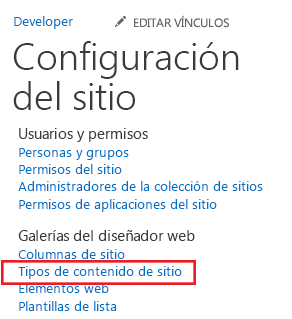 Developer EDITAR VÍNCULOS
Configuración
del sitio
Usuarios y permisos
Personas y grupos
Permisos del sitio
Administradores de la colección de sitios
Permisos de aplicaciones del sitio
Galerías del diseñador web
Columnas de sitio
Tipos de contenido de sitio
Elementos web
Plantillas de lista